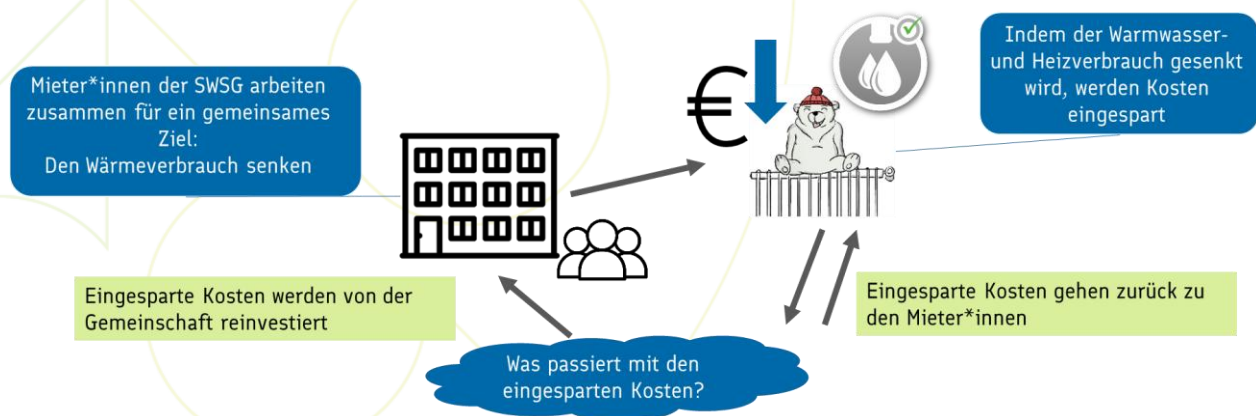 Mieter*innen der SWSG arbeiten
zusammen für ein gemeinsames
Ziel:
Den Wärmeverbrauch senken
€
Indem der Warmwasser-
und Heizverbrauch gesenkt
wird, werden Kosten
eingespart
Eingesparte Kosten werden von der
Gemeinschaft reinvestiert
Eingesparte Kosten gehen zurück zu
den Mieter*innen
Was passiert mit den
eingesparten Kosten?